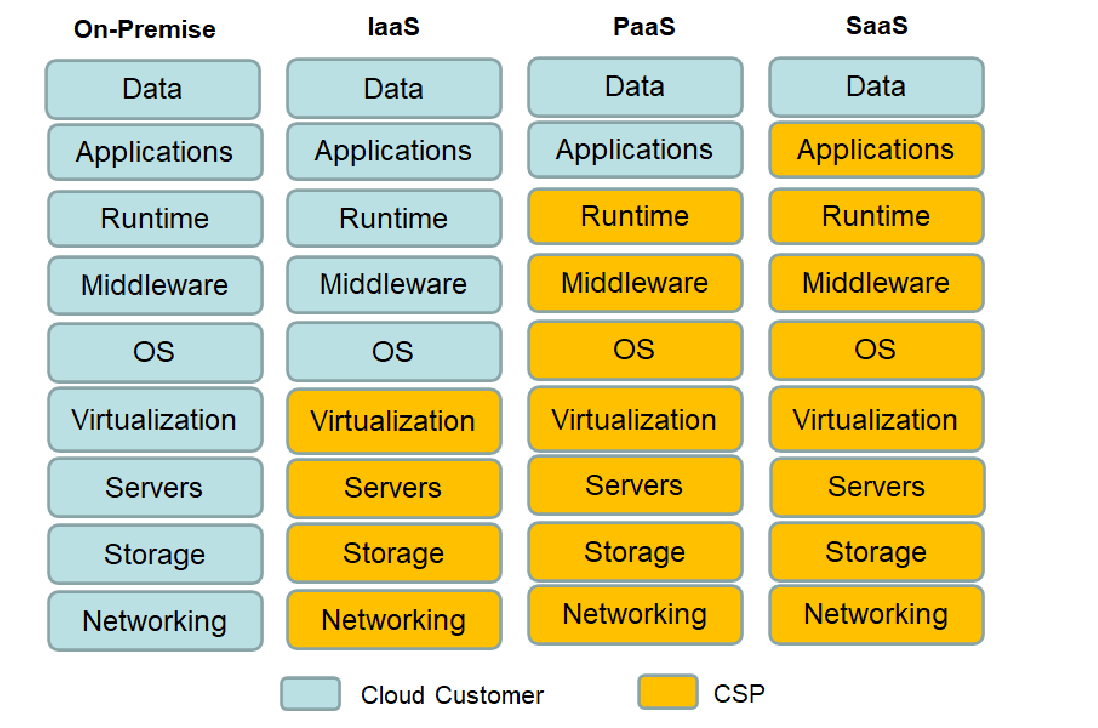 On-Premise IaaS PaaS SaaS
Data Data Data Data
Applications Applications Applications Applications
Runtime Runtime Runtime Runtime
Middleware Middleware Middleware Middleware
OS OS OS OS
Virtualization Virtualization Virtualization Virtualization
Servers Servers Servers Servers
Storage Storage Storage Storage
Networking Networking Networking Networking
Cloud Customer CSP